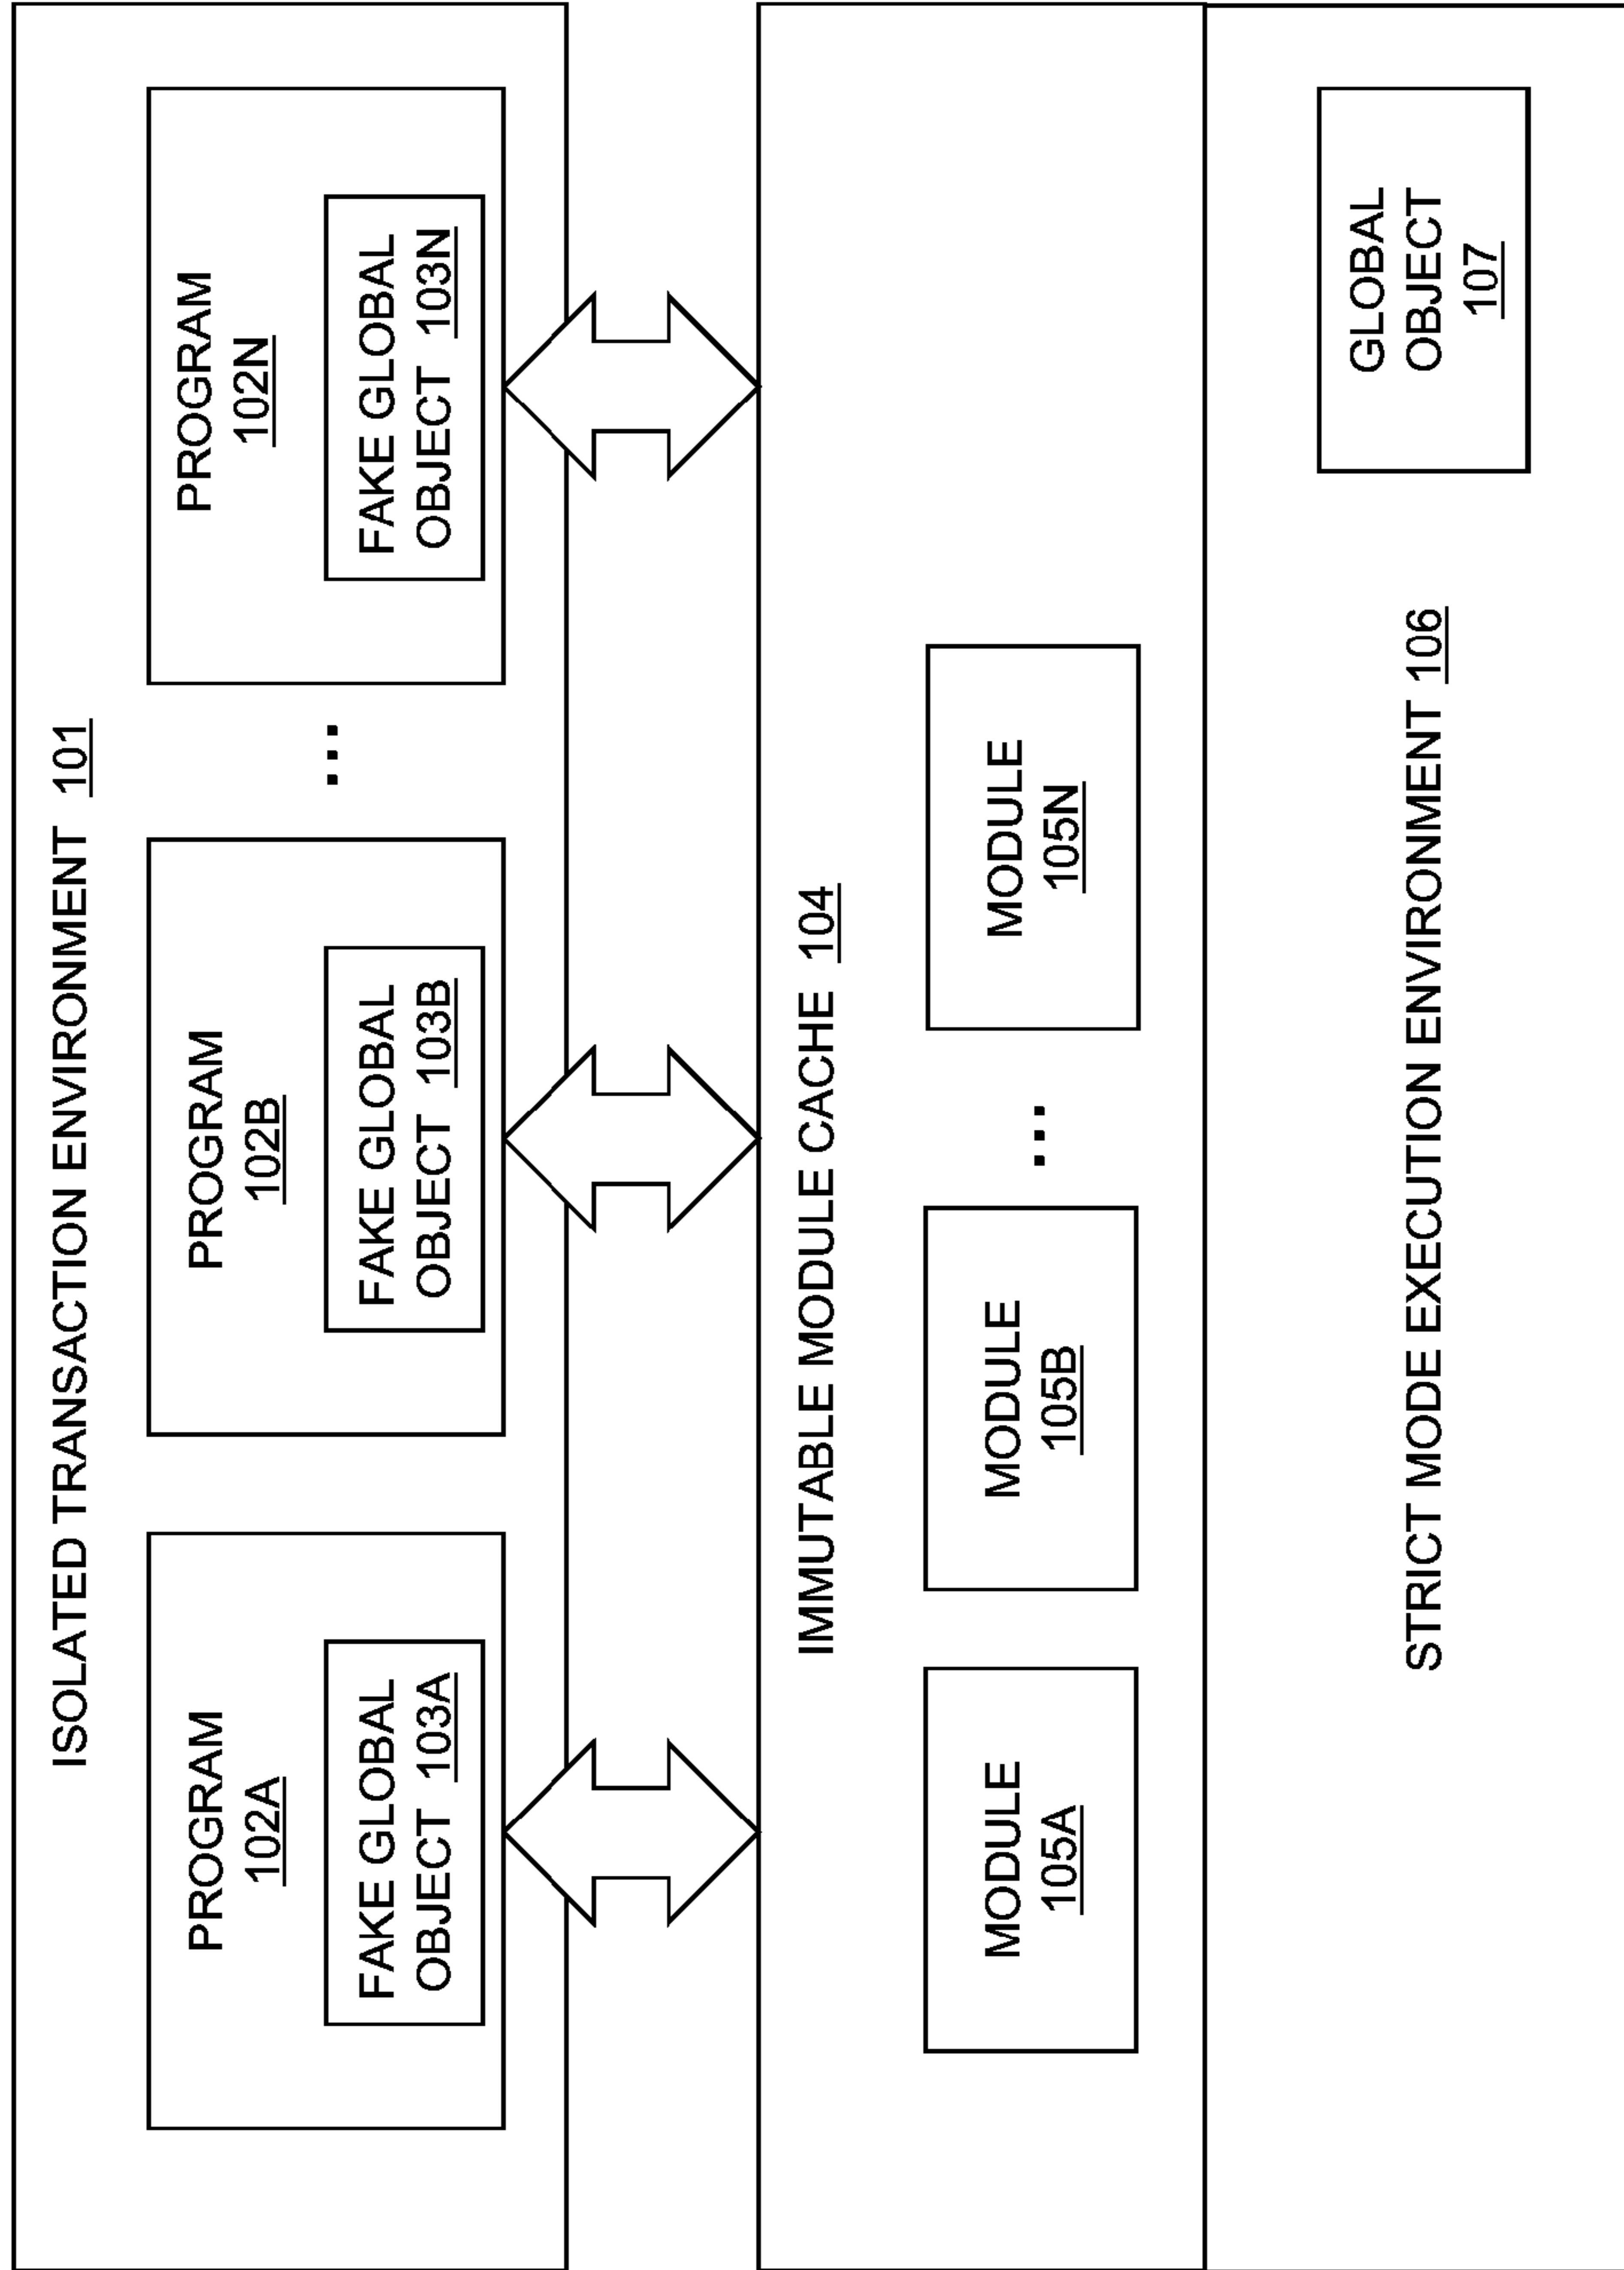 ISOLATED TRANSACTION ENVIRONMENT 101
PROGRAM
102A
FAKE GLOBAL
OBJECT 103A
PROGRAM
102B
FAKE GLOBAL
OBJECT 103B
...
PROGRAM
102N
FAKE GLOBAL
OBJECT 103N
IMMUTABLE MODULE CACHE 104
MODULE
105A
MODULE
105B
...
MODULE
105N
STRICT MODE EXECUTION ENVIRONMENT 106
GLOBAL
OBJECT
107